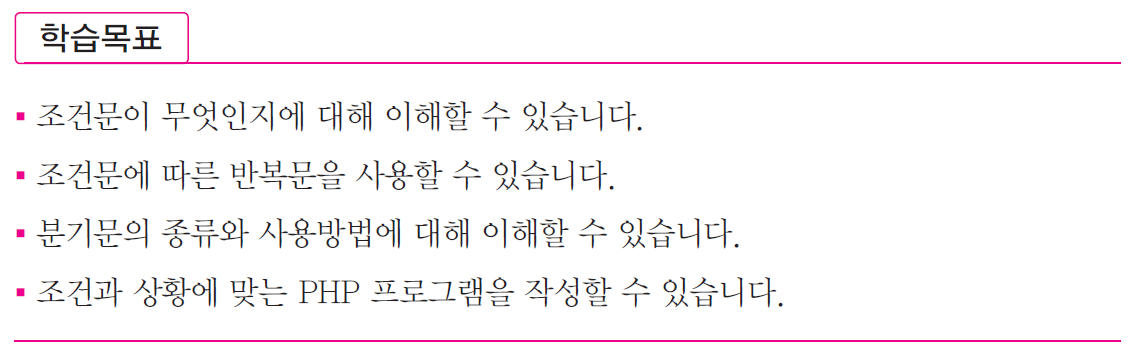 학습목표
▪ 조건문이 무엇인지에 대해 이해할 수 있습니다.
▪ 조건문에 따른 반복문을 사용할 수 있습니다.
▪ 분기문의 종류와 사용방법에 대해 이해할 수 있습니다.
▪ 조건과 상황에 맞는 PHP 프로그램을 작성할 수 있습니다.